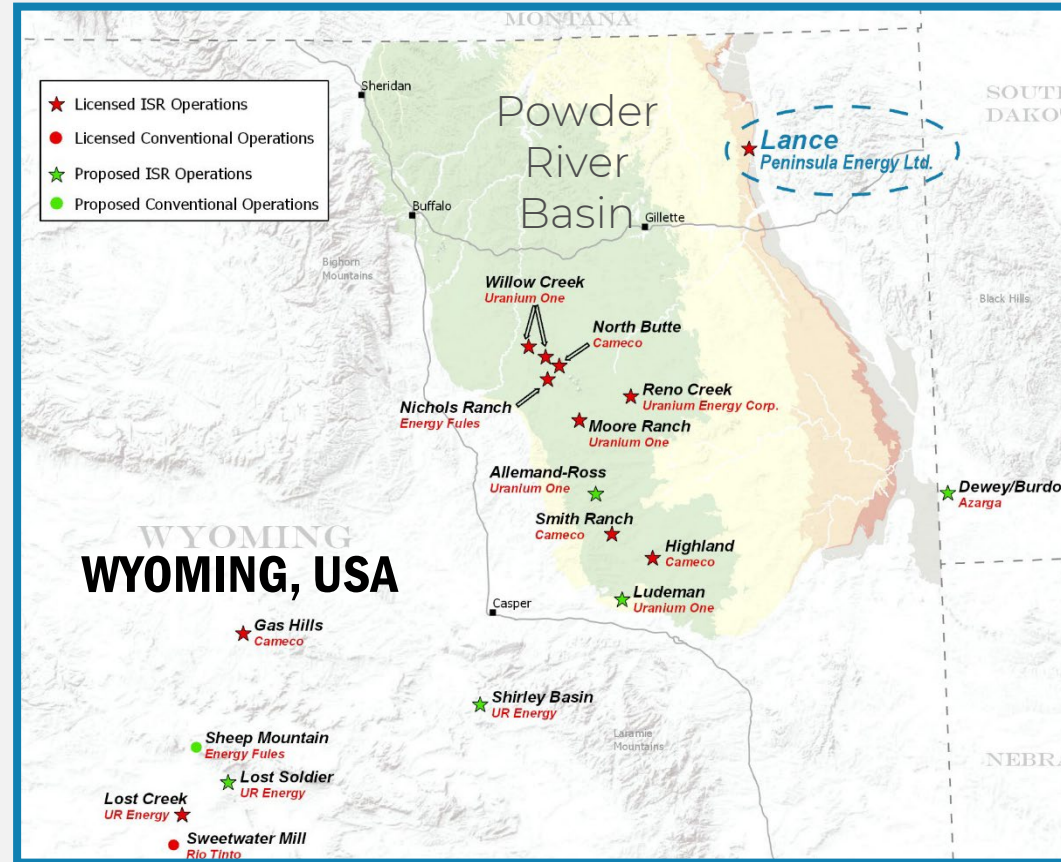 MONTANA
Licensed ISR Operations
Licensed Conventional Operations
Proposed ISR Operations
Proposed Conventional Operations
Sheridan
Powder
River
Basin
Lance
Peninsula Energy Ltd.
SOUTH
DAKO
Buffalo
Gillette
Bighorn
Mountains
Willow Creek
Uranium One
North Butte
Cameco
Black Hills
Nichols Ranch
Energy Fules
Reno Creek
Uranium Energy Corp.
Moore Ranch
Uranium One
Allemand-Ross
Uranium One
Dewey/Burdo
Azarga
Smith Ranch
Cameco
WYOMING
WYOMING, USA
Highland
Cameco
Ludeman
Uranium One
Casper
Gas Hills
Cameco
Shirley Basin
UR Energy
Laramie
Mountains
Sheep Mountain
Energy Fules
NEBRA
Lost Soldier
UR Energy
Lost Creek
UR Energy
Sweetwater Mill
Rio Tinto